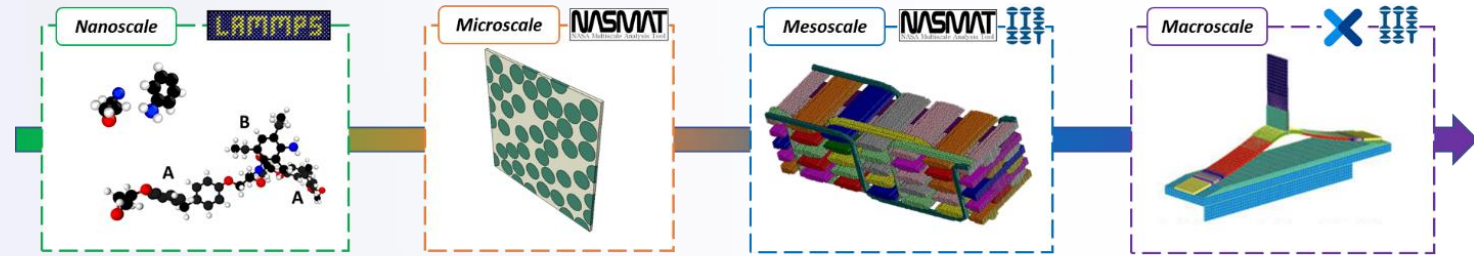 Nanoscale
LAMMPS
B
A
A
Microscale
NASMAT
NASA Multiscale Analysis Tool
Mesoscale
NASMAT
NASA Multiscale Analysis Tool
Macroscale